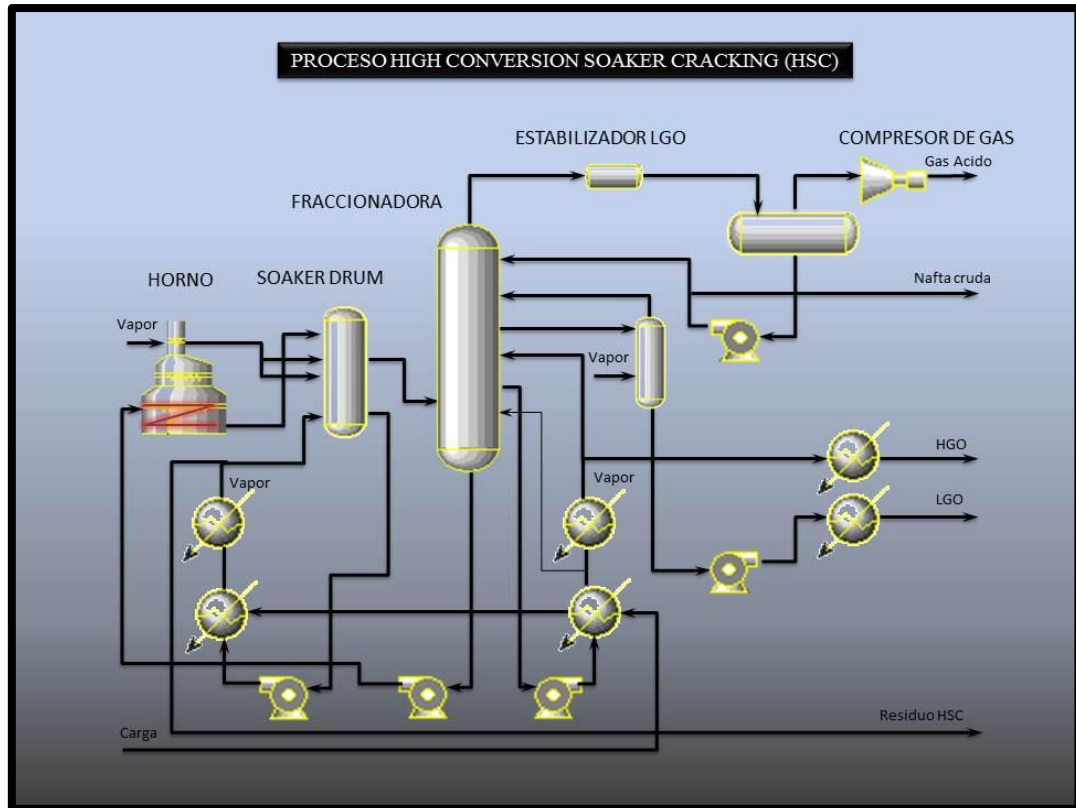 PROCESO HIGH CONVERSION SOAKER CRACKING (HSC)
ESTABILIZADOR LGO
COMPRESOR DE GAS
Gas Acido
FRACCIONADORA
HORNO
SOAKER DRUM
Nafta cruda
Vapor
Vapor
HGO
Vapor
Vapor
LGO
Residuo HSC
Carga